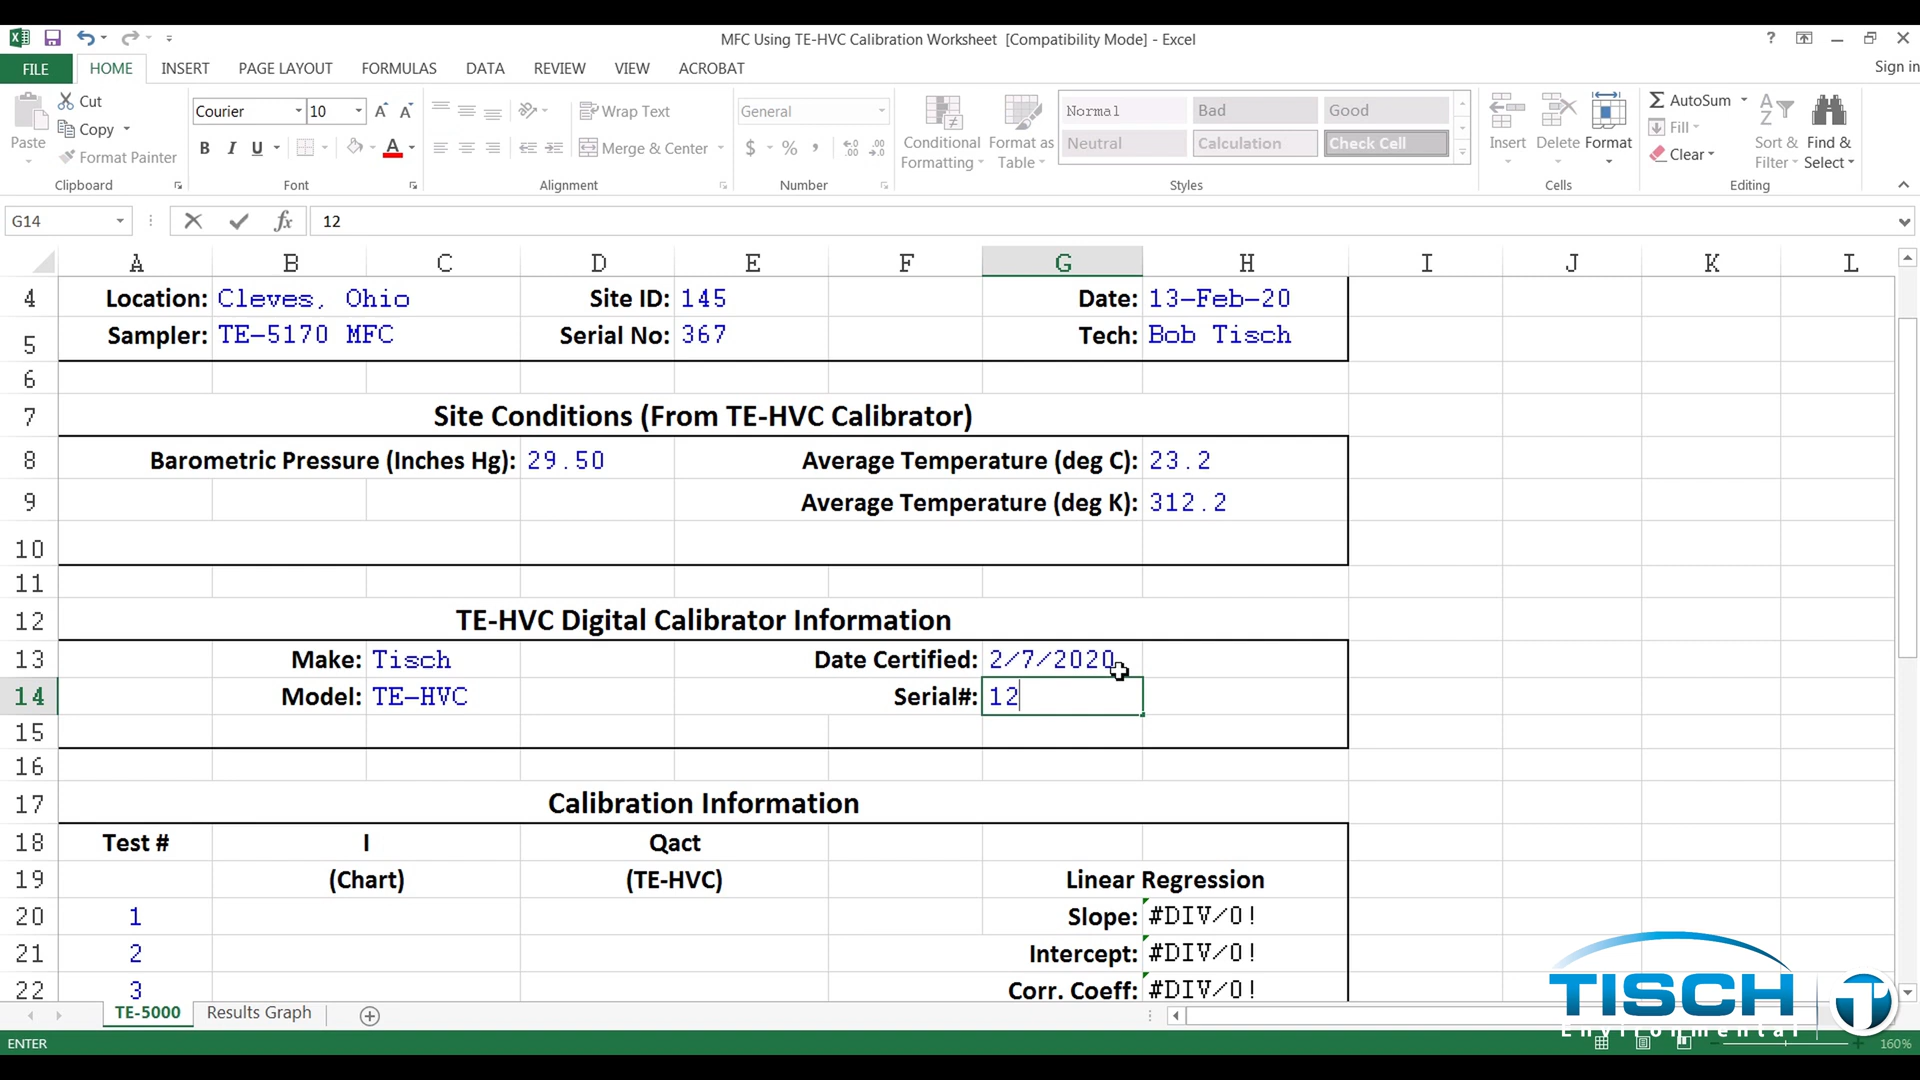 MFC Using TE-HVC Calibration Worksheet [Compatibility Mode] - Excel
?
Sign in
FILE HOME INSERT PAGE LAYOUT FORMULAS DATA REVIEW VIEW ACROBAT
Paste
Cut
Copy
Format Painter
Clipboard
Courier 10
B I U
Font
Wrap Text
Merge & Center
Alignment
General
$ % ,
Number
Conditional Formatting
Format as Table
Normal Bad Good
Neutral Calculation Check Cell
Styles
Insert Delete Format
Cells
AutoSum
Fill
Clear
Sort & Filter
Find & Select
Editing
G14 fx 12
A B C D E F G H I J K L
4 Location: Cleves, Ohio Site ID: 145 Date: 13-Feb-20
5 Sampler: TE-5170 MFC Serial No: 367 Tech: Bob Tisch
6
7 Site Conditions (From TE-HVC Calibrator)
8 Barometric Pressure (Inches Hg): 29.50 Average Temperature (deg C): 23.2
9 Average Temperature (deg K): 312.2
10
11
12 TE-HVC Digital Calibrator Information
13 Make: Tisch Date Certified: 2/7/2020
14 Model: TE-HVC Serial#: 12
15
16
17 Calibration Information
18 Test # I Qact
19 (Chart) (TE-HVC) Linear Regression
20 1 Slope: #DIV/0!
21 2 Intercept: #DIV/0!
22 3 Corr. Coeff: #DIV/0!
TE-5000 Results Graph
TISCH
Environmental
ENTER
160%